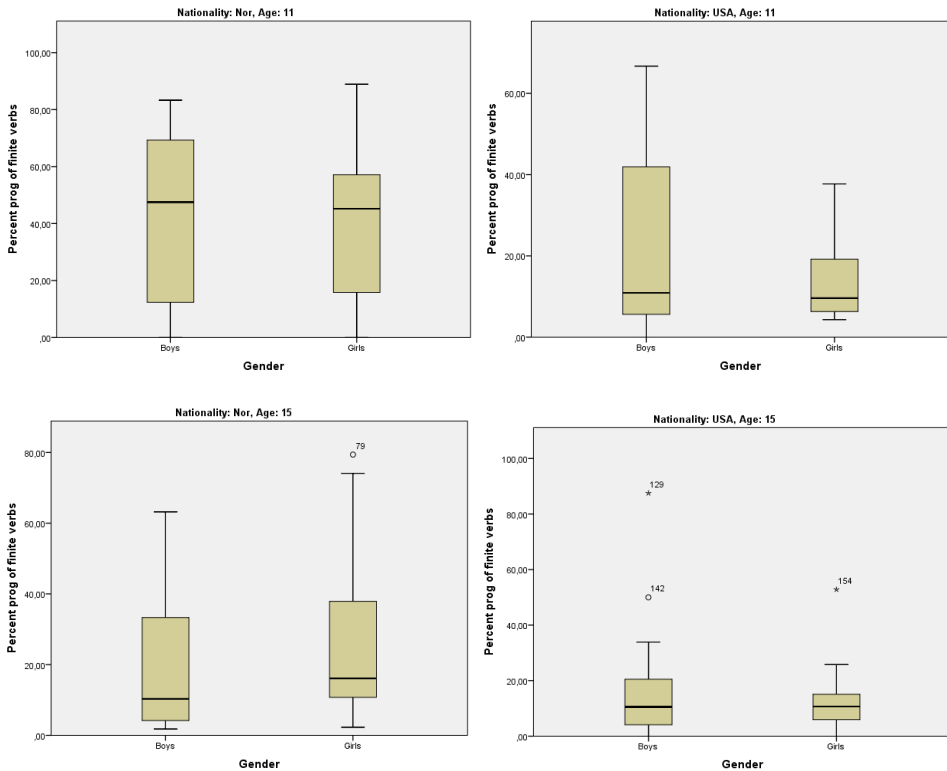 Nationality: Nor, Age: 11
Percent prog of finite verbs
100,00
80,00
60,00
40,00
20,00
,00
Boys
Girls
Gender
Nationality: USA, Age: 11
Percent prog of finite verbs
60,00
40,00
20,00
,00
Boys
Girls
Gender
Nationality: Nor, Age: 15
Percent prog of finite verbs
80,00
60,00
40,00
20,00
,00
79
Boys
Girls
Gender
Nationality: USA, Age: 15
Percent prog of finite verbs
100,00
80,00
60,00
40,00
20,00
,00
129
142
154
Boys
Girls
Gender